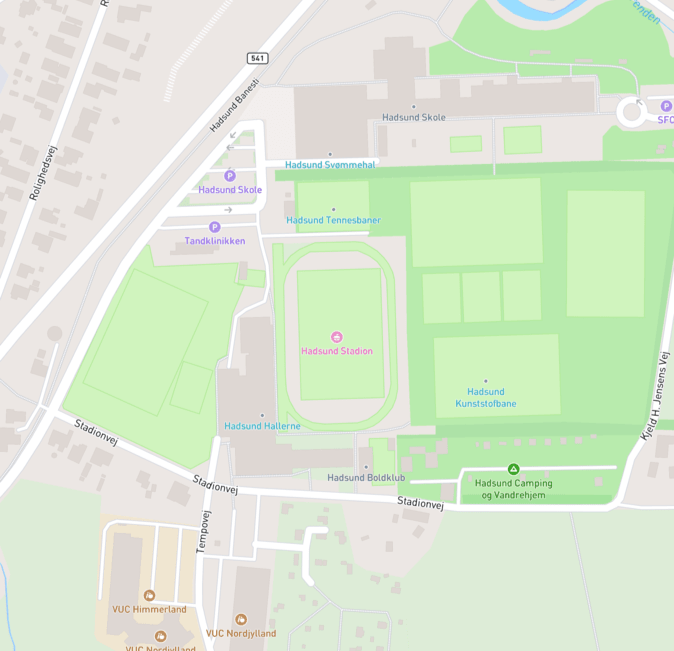 R
enden
541
Hadsund Banesti
Hadsund Skole
SFO
Rolighedsvej
Hadsund Svømmehal
Hadsund Skole
Hadsund Tennesbaner
Tandklinikken
Hadsund Stadion
Hadsund
Kunststofbane
Kjeld H. Jensens Vej
Hadsund Hallerne
Stadionvej
Hadsund Boldklub
Hadsund Camping
og Vandrehjem
Stadionvej
Stadionvej
Tempovej
VUC Himmerland
VUC Nordjylland
VUC Nordjylland